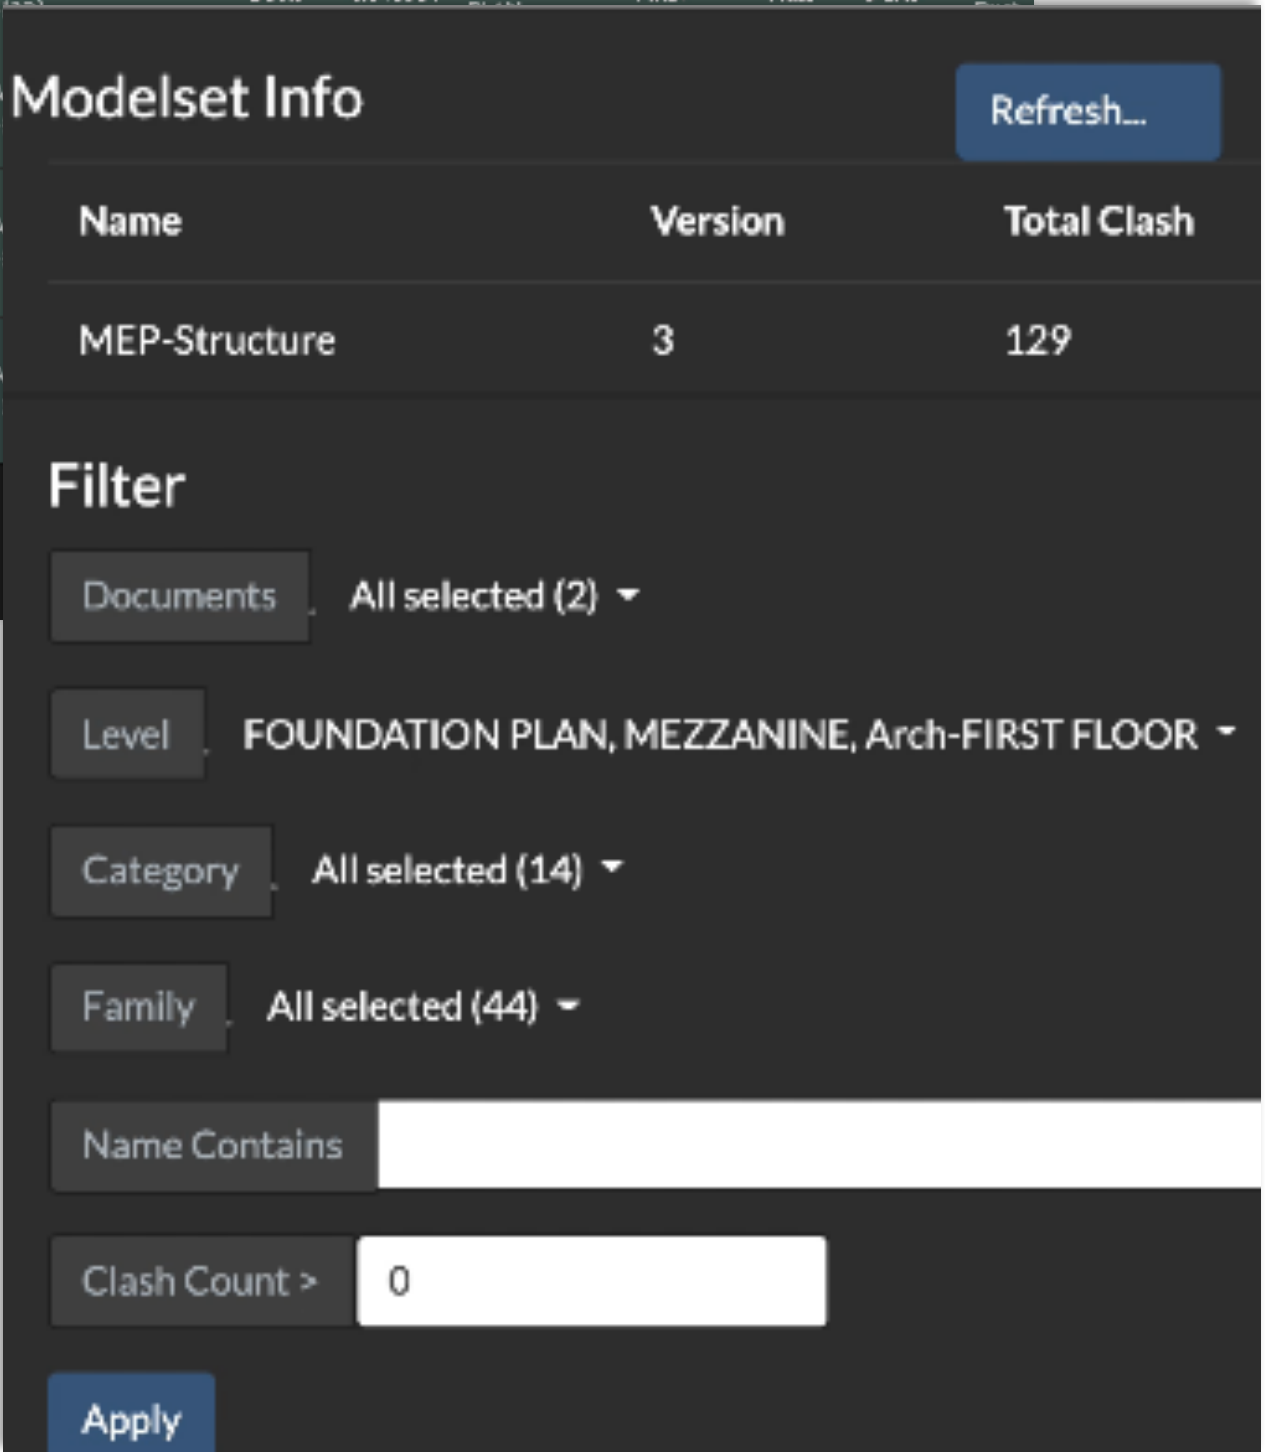 Modelset Info
Refresh...
Name Version Total Clash
MEP-Structure 3 129
Filter
Documents All selected (2)
Level FOUNDATION PLAN, MEZZANINE, Arch-FIRST FLOOR
Category All selected (14)
Family All selected (44)
Name Contains
Clash Count > 0
Apply